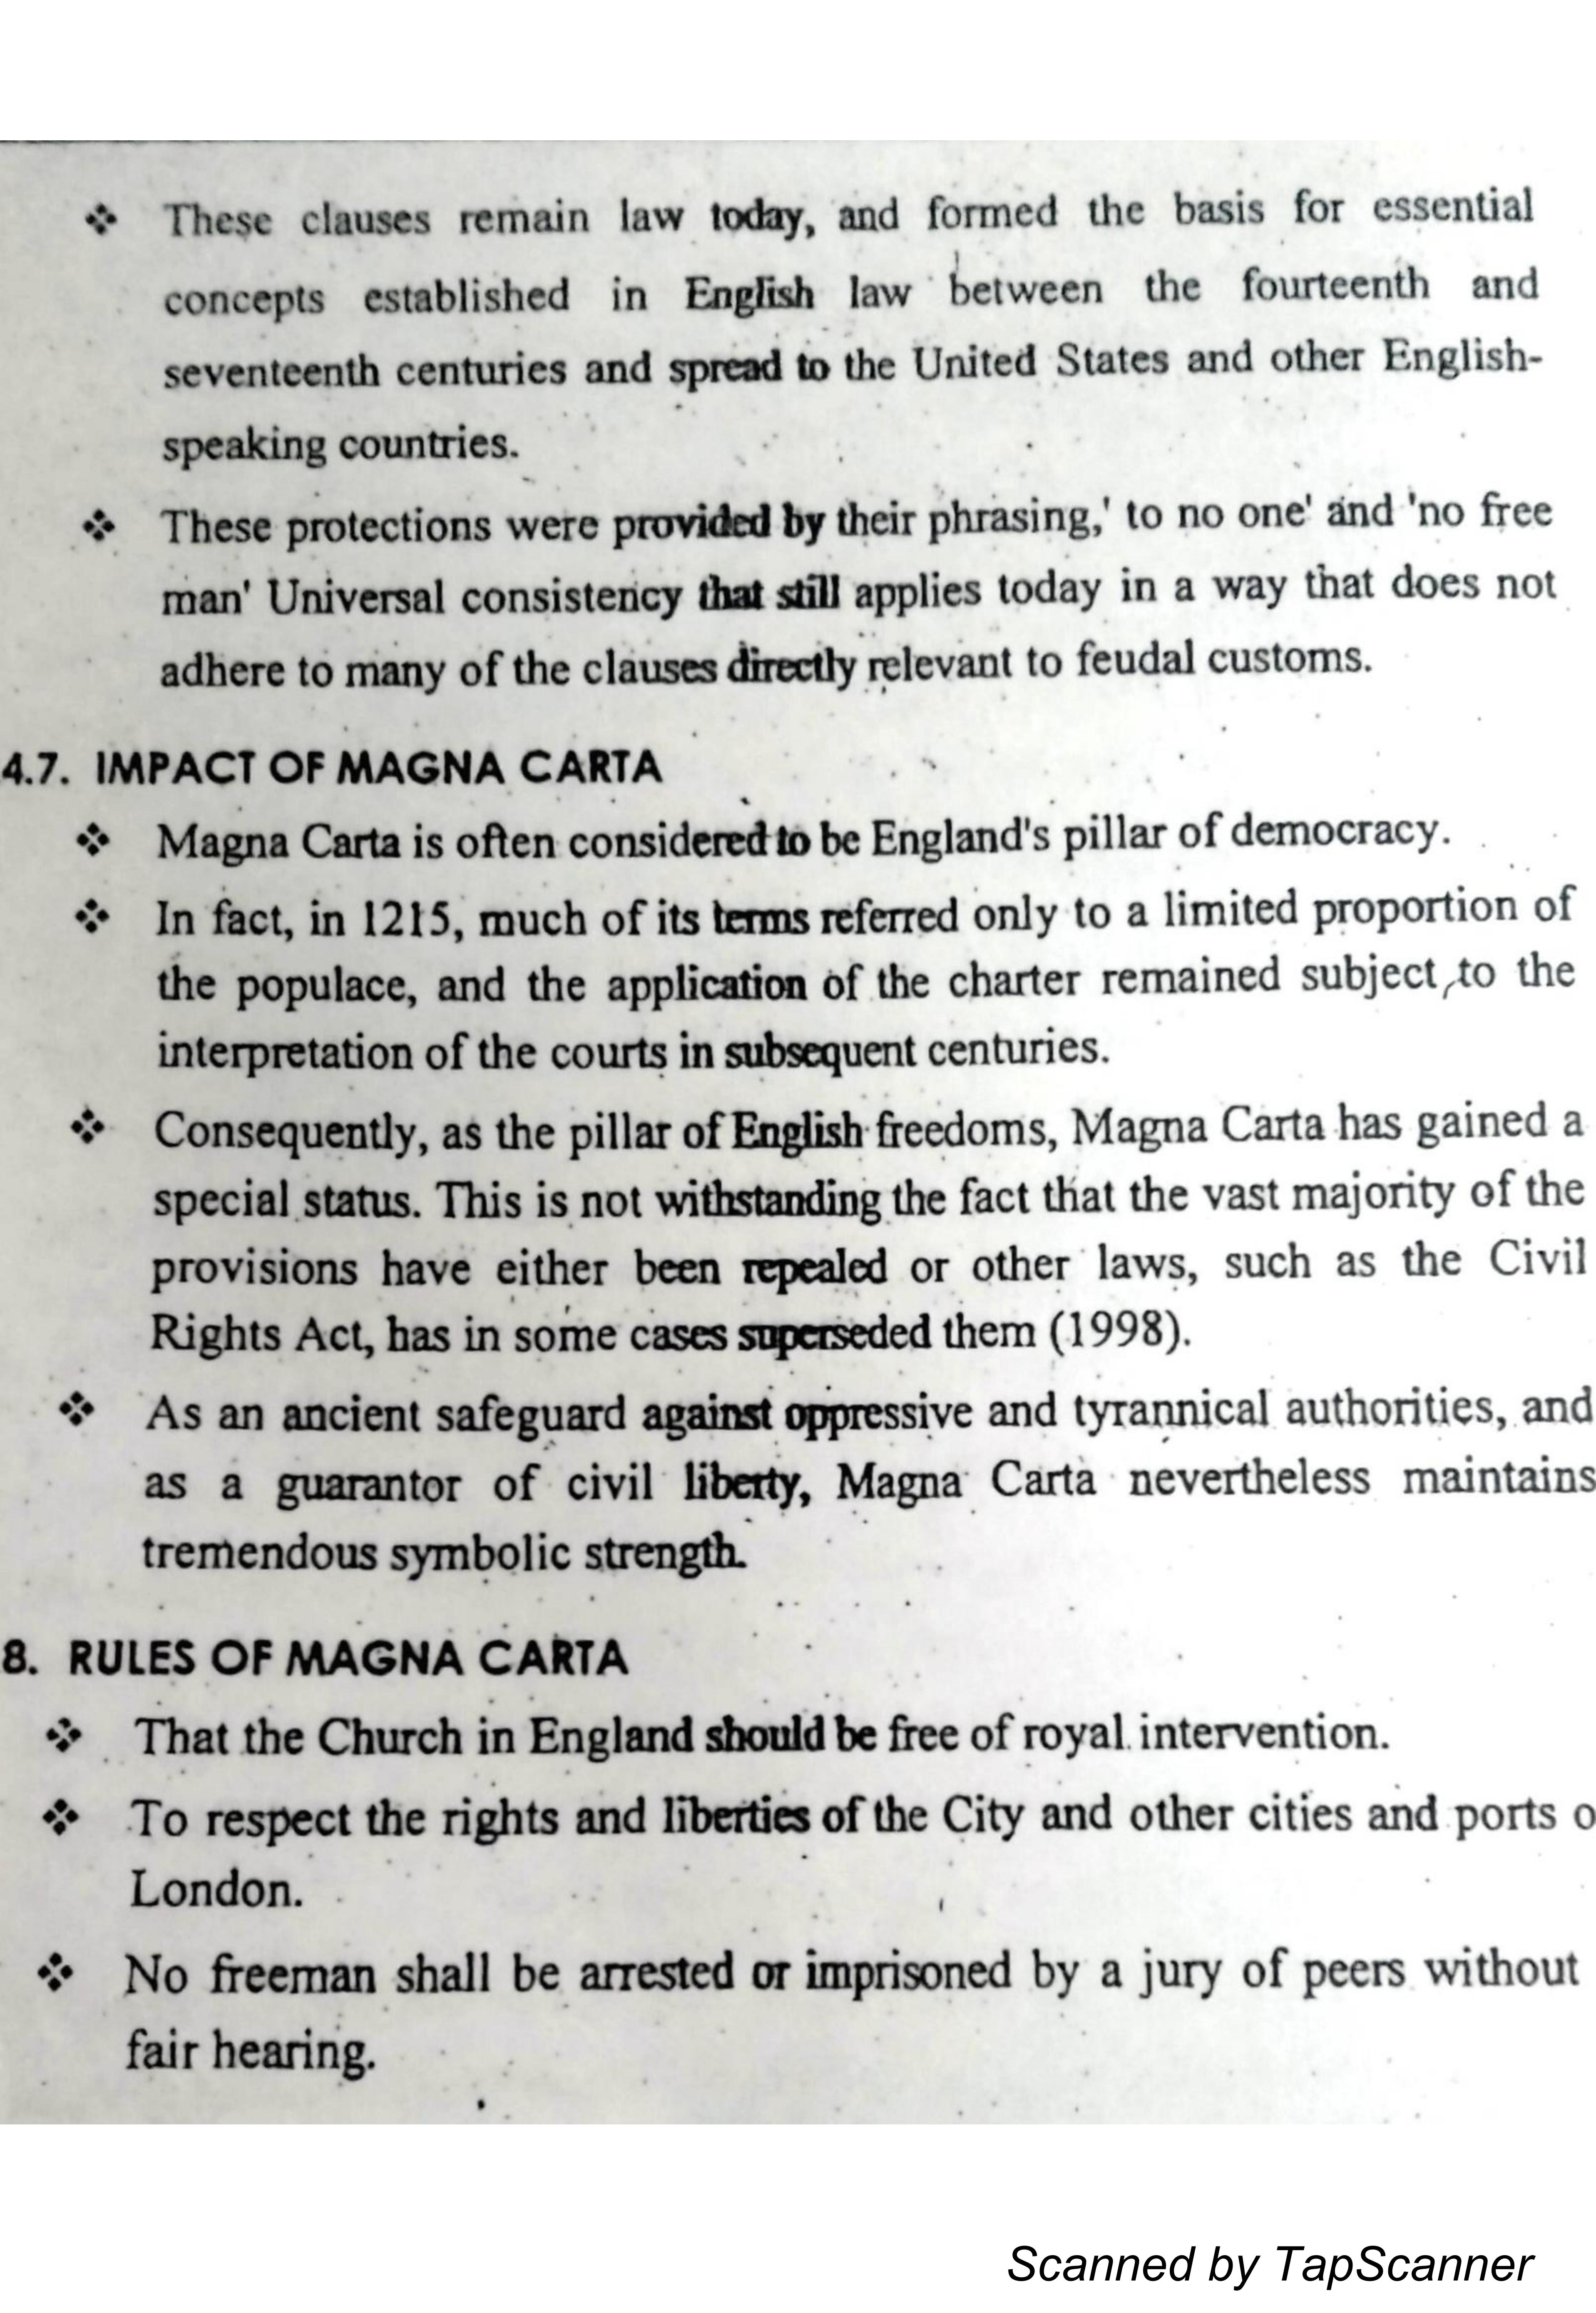 ❖ These clauses remain law today, and formed the basis for essential
concepts established in English law between the fourteenth and
seventeenth centuries and spread to the United States and other English-
speaking countries.
❖ These protections were provided by their phrasing,' to no one' and 'no free
man' Universal consistency that still applies today in a way that does not
adhere to many of the clauses directly relevant to feudal customs.
4.7. IMPACT OF MAGNA CARTA
❖ Magna Carta is often considered to be England's pillar of democracy.
❖ In fact, in 1215, much of its terms referred only to a limited proportion of
the populace, and the application of the charter remained subject to the
interpretation of the courts in subsequent centuries.
❖ Consequently, as the pillar of English freedoms, Magna Carta has gained a
special status. This is not withstanding the fact that the vast majority of the
provisions have either been repealed or other laws, such as the Civil
Rights Act, has in some cases superseded them (1998).
❖ As an ancient safeguard against oppressive and tyrannical authorities, and
as a guarantor of civil liberty, Magna Carta nevertheless maintains
tremendous symbolic strength.
8. RULES OF MAGNA CARTA
❖ That the Church in England should be free of royal intervention.
❖ To respect the rights and liberties of the City and other cities and ports o
London.
❖ No freeman shall be arrested or imprisoned by a jury of peers without
fair hearing.
Scanned by TapScanner